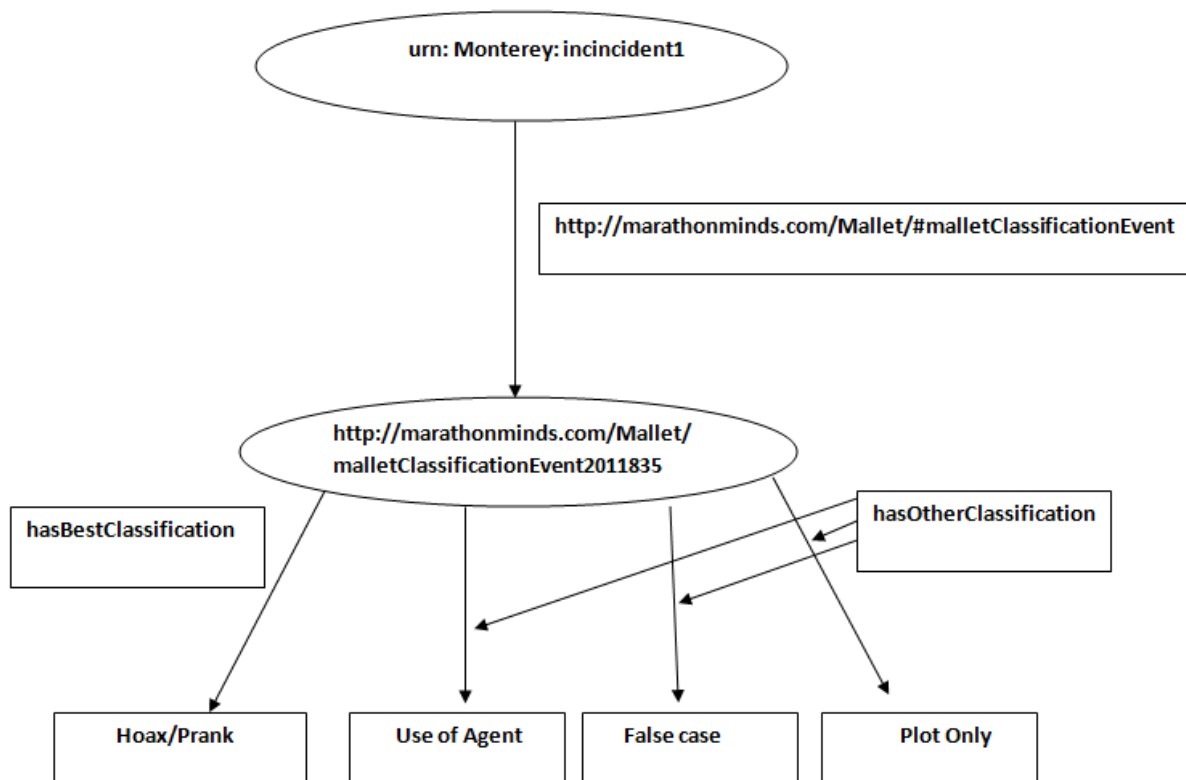 urn: Monterey: incincident1
http://marathonminds.com/Mallet/#malletClassificationEvent
http://marathonminds.com/Mallet/
malletClassificationEvent2011835
hasBestClassification
hasOtherClassification
Hoax/Prank
Use of Agent
False case
Plot Only